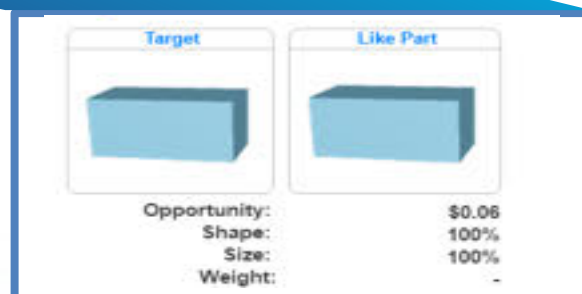 Target Like Part
Opportunity: $0.06
Shape: 100%
Size: 100%
Weight: -